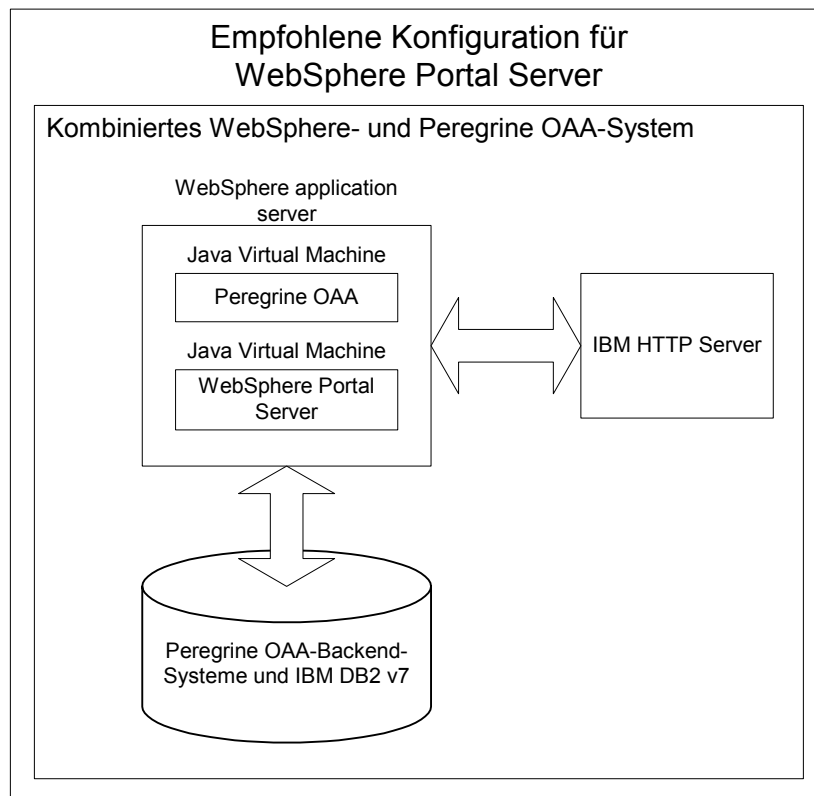 Empfohlene Konfiguration für
WebSphere Portal Server
Kombiniertes WebSphere- und Peregrine OAA-System
WebSphere application
server
Java Virtual Machine
Peregrine OAA
Java Virtual Machine
WebSphere Portal
Server
IBM HTTP Server
Peregrine OAA-Backend-
Systeme und IBM DB2 v7